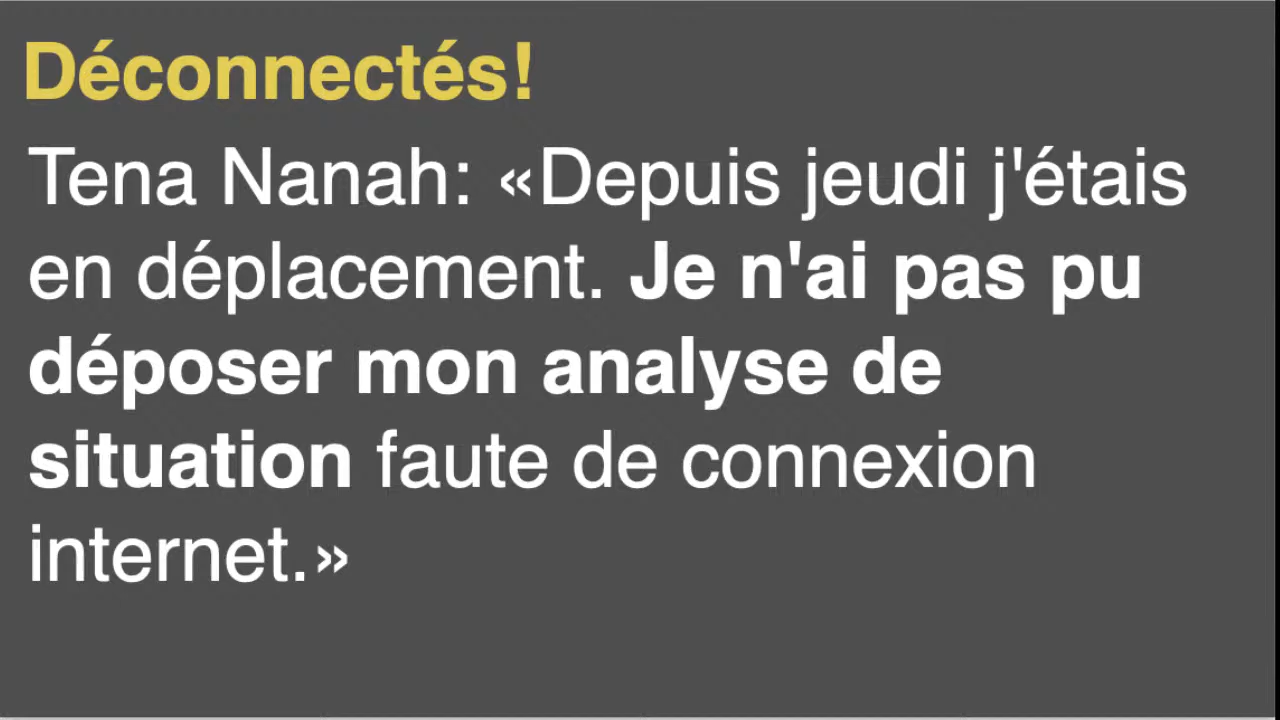 Déconnectés!
Tena Nanah: «Depuis jeudi j'étais
en déplacement. Je n'ai pas pu
déposer mon analyse de
situation faute de connexion
internet.»